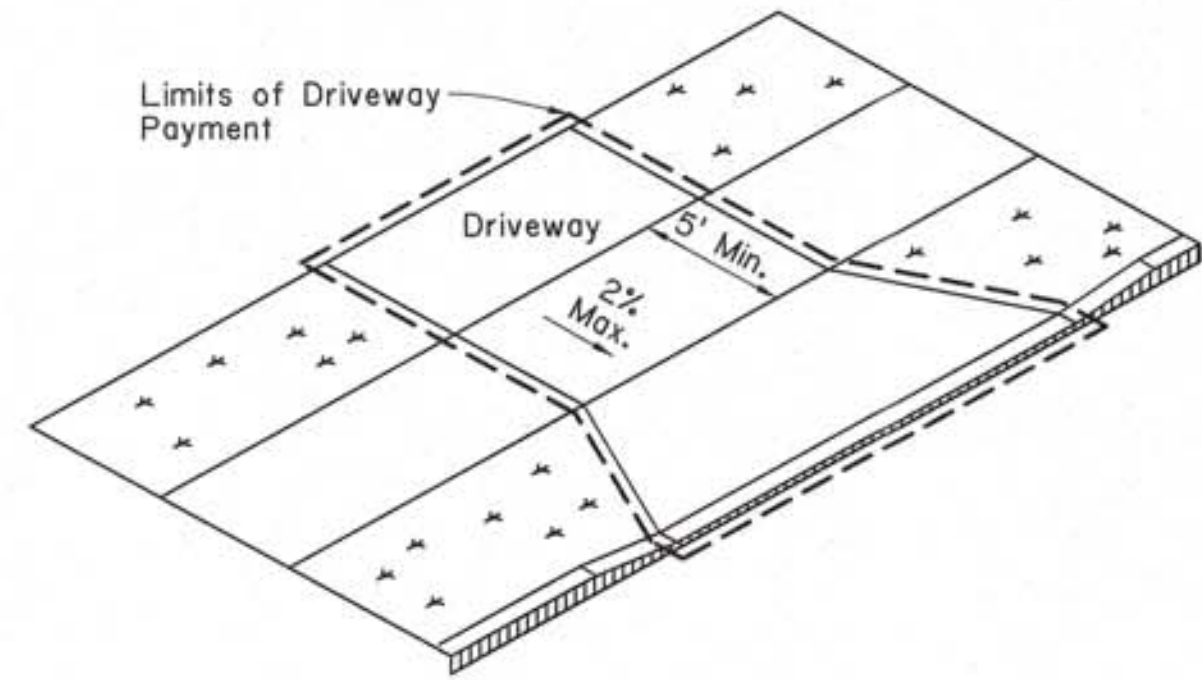 Limits of Driveway
Payment
Driveway
5' Min.
2%
Max.